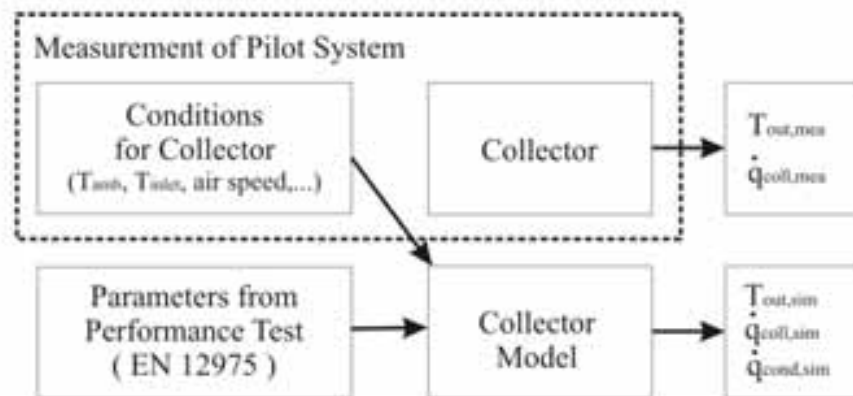 Measurement of Pilot System
Conditions
for Collector
(Tamb, Tinlet, air speed,...)
Collector
Tout,mea
q̇coll,mea
Parameters from
Performance Test
( EN 12975 )
Collector
Model
Tout,sim
q̇coll,sim
q̇cond,sim